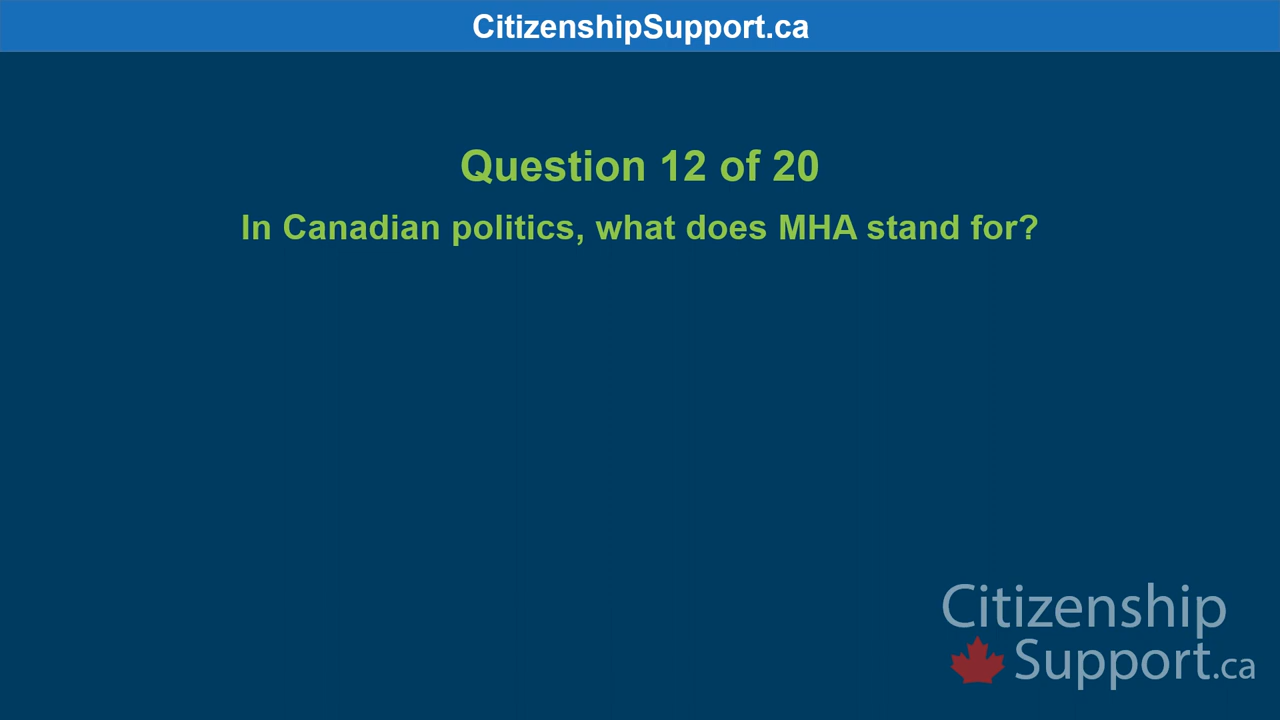 CitizenshipSupport.ca
Question 12 of 20
In Canadian politics, what does MHA stand for?
Citizenship
Support.ca